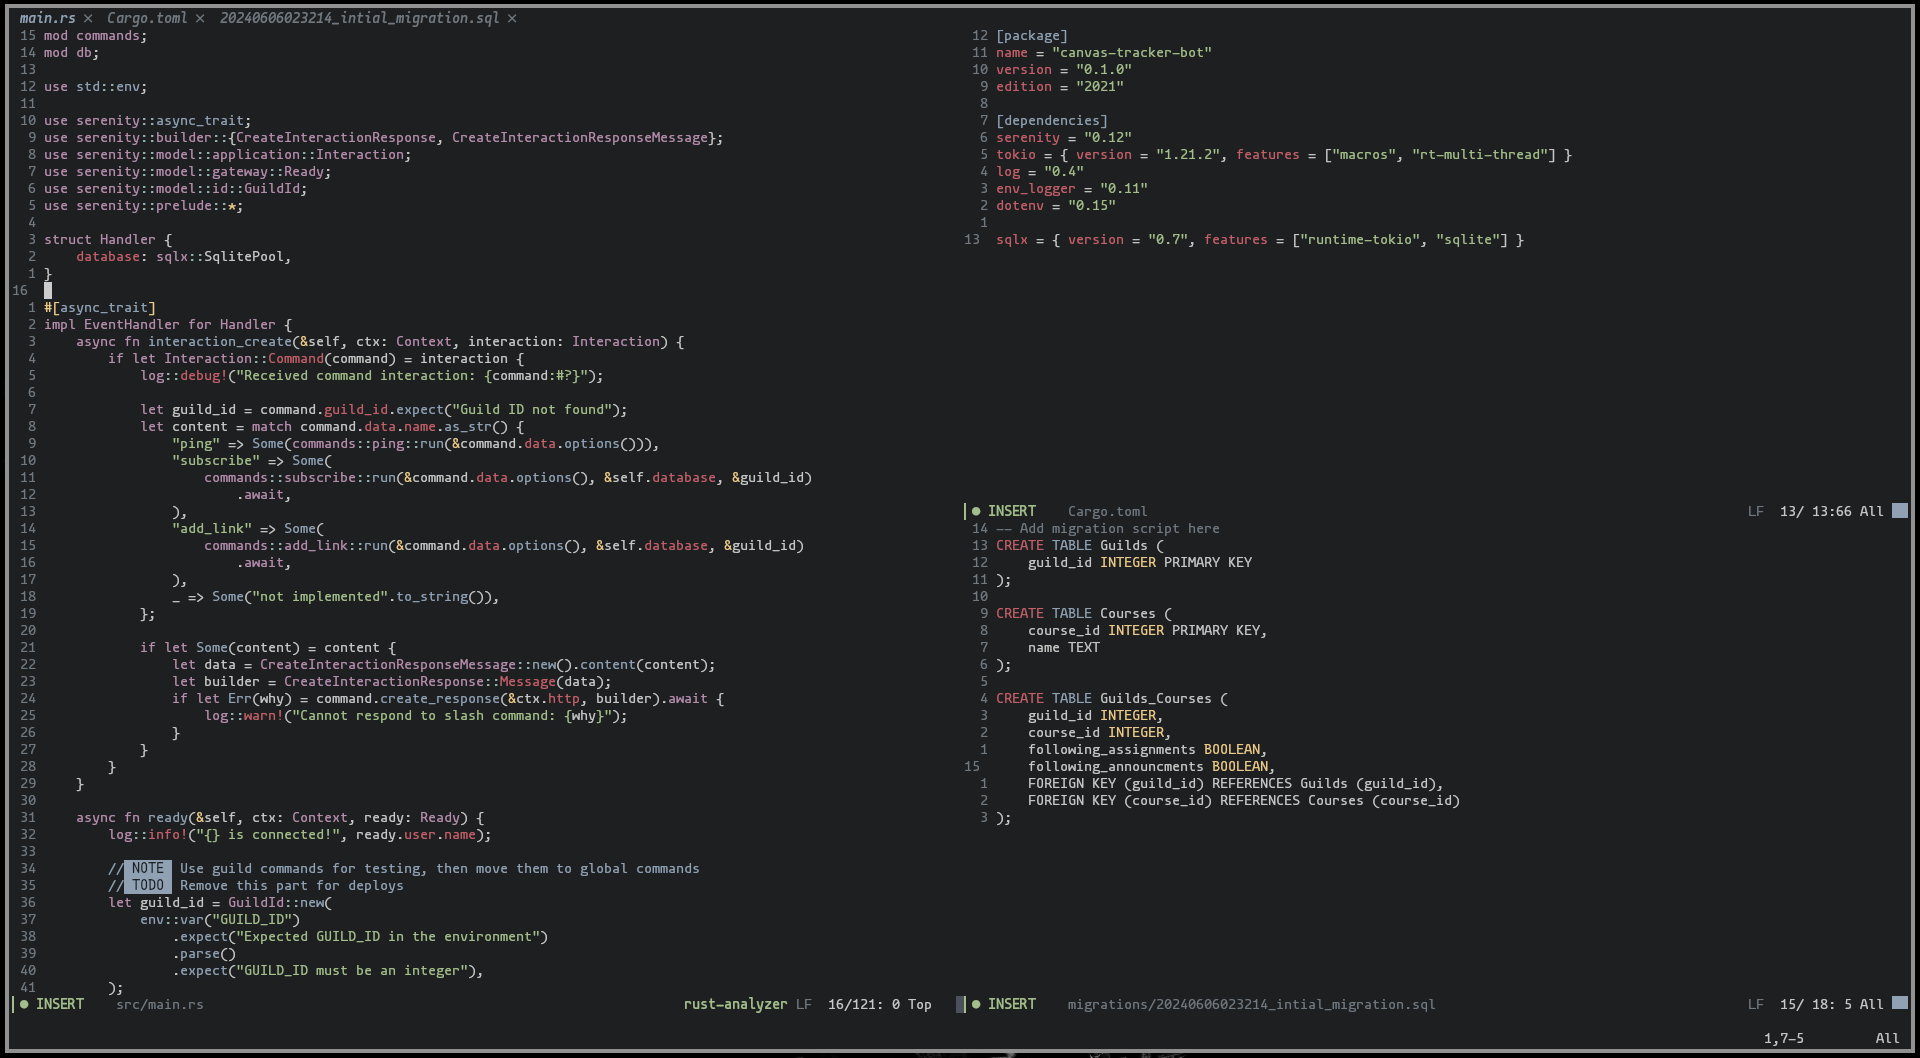 main.rs × Cargo.toml × 20240606023214_intial_migration.sql ×
15 mod commands;
14 mod db;
13
12 use std::env;
11
10 use serenity::async_trait;
9 use serenity::builder::{CreateInteractionResponse, CreateInteractionResponseMessage};
8 use serenity::model::application::Interaction;
7 use serenity::model::gateway::Ready;
6 use serenity::model::id::GuildId;
5 use serenity::prelude::*;
4
3 struct Handler {
2     database: sqlx::SqlitePool,
1 }
16
1 #[async_trait]
2 impl EventHandler for Handler {
3     async fn interaction_create(&self, ctx: Context, interaction: Interaction) {
4         if let Interaction::Command(command) = interaction {
5             log::debug!("Received command interaction: {command:#?}");
6
7             let guild_id = command.guild_id.expect("Guild ID not found");
8             let content = match command.data.name.as_str() {
9                 "ping" => Some(commands::ping::run(&command.data.options())),
10                 "subscribe" => Some(
11                     commands::subscribe::run(&command.data.options(), &self.database, &guild_id)
12                         .await,
13                 ),
14                 "add_link" => Some(
15                     commands::add_link::run(&command.data.options(), &self.database, &guild_id)
16                         .await,
17                 ),
18                 _ => Some("not implemented".to_string()),
19             };
20
21             if let Some(content) = content {
22                 let data = CreateInteractionResponseMessage::new().content(content);
23                 let builder = CreateInteractionResponse::Message(data);
24                 if let Err(why) = command.create_response(&ctx.http, builder).await {
25                     log::warn!("Cannot respond to slash command: {why}");
26                 }
27             }
28         }
29     }
30
31     async fn ready(&self, ctx: Context, ready: Ready) {
32         log::info!("{} is connected!", ready.user.name);
33
34         // NOTE  Use guild commands for testing, then move them to global commands
35         // TODO  Remove this part for deploys
36         let guild_id = GuildId::new(
37             env::var("GUILD_ID")
38                 .expect("Expected GUILD_ID in the environment")
39                 .parse()
40                 .expect("GUILD_ID must be an integer"),
41         );
● INSERT src/main.rs rust-analyzer LF 16/121: 0 Top
12 [package]
11 name = "canvas-tracker-bot"
10 version = "0.1.0"
9 edition = "2021"
8
7 [dependencies]
6 serenity = "0.12"
5 tokio = { version = "1.21.2", features = ["macros", "rt-multi-thread"] }
4 log = "0.4"
3 env_logger = "0.11"
2 dotenv = "0.15"
1
13 sqlx = { version = "0.7", features = ["runtime-tokio", "sqlite"] }
● INSERT Cargo.toml LF 13/ 13:66 All
14 -- Add migration script here
13 CREATE TABLE Guilds (
12     guild_id INTEGER PRIMARY KEY
11 );
10
9 CREATE TABLE Courses (
8     course_id INTEGER PRIMARY KEY,
7     name TEXT
6 );
5
4 CREATE TABLE Guilds_Courses (
3     guild_id INTEGER,
2     course_id INTEGER,
1     following_assignments BOOLEAN,
15     following_announcments BOOLEAN,
1     FOREIGN KEY (guild_id) REFERENCES Guilds (guild_id),
2     FOREIGN KEY (course_id) REFERENCES Courses (course_id)
3 );
● INSERT migrations/20240606023214_intial_migration.sql LF 15/ 18: 5 All
1,7-5 All